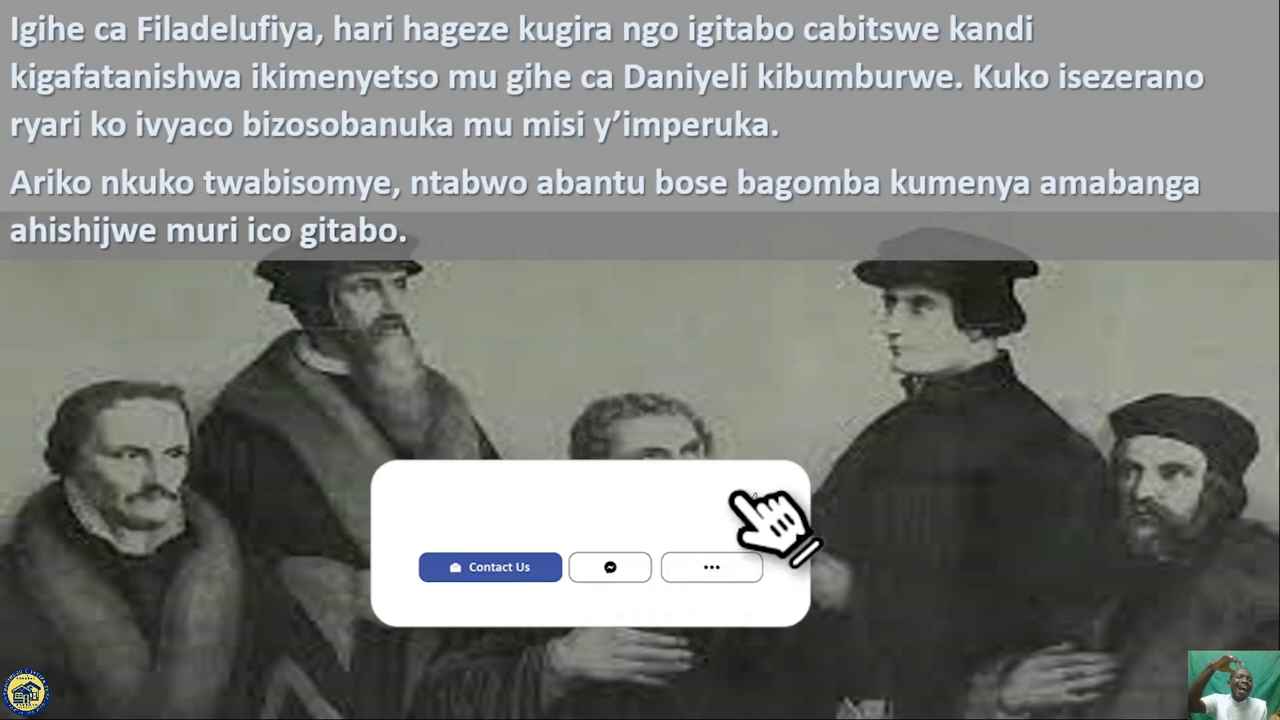 Igihe ca Filadelufiya, hari hageze kugira ngo igitabo cabitswe kandi
kigafatanishwa ikimenyetso mu gihe ca Daniyeli kibumburwe. Kuko isezerano
ryari ko ivyaco bizosobanuka mu misi y’imperuka.
Ariko nkuko twabisomye, ntabwo abantu bose bagomba kumenya amabanga
ahishijwe muri ico gitabo.
Contact Us